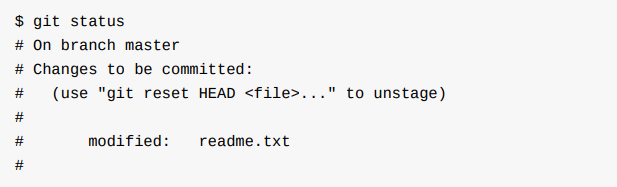 $ git status
# On branch master
# Changes to be committed:
#   (use "git reset HEAD <file>..." to unstage)
#
#       modified:   readme.txt
#